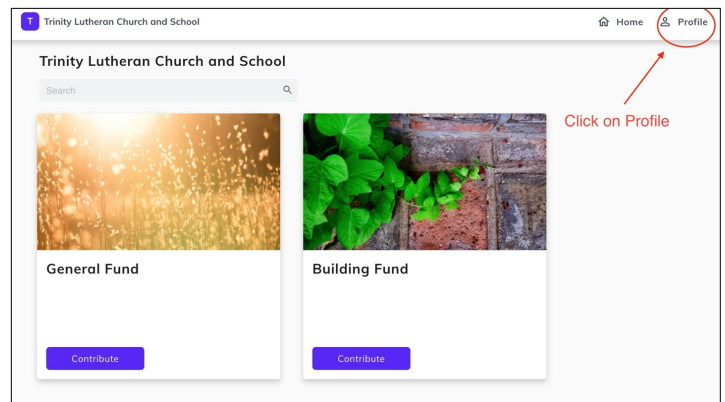 T Trinity Lutheran Church and School
Home Profile
Trinity Lutheran Church and School
Search
Click on Profile
General Fund
Building Fund
Contribute
Contribute